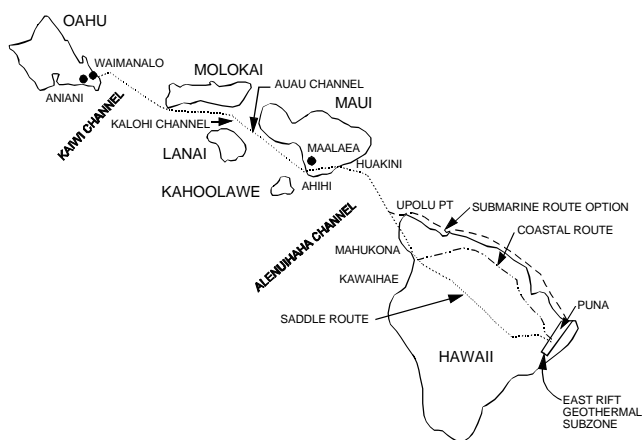 OAHU
WAIMANALO
ANIANI
KAIWI CHANNEL
MOLOKAI
AUAU CHANNEL
MAUI
KALOHI CHANNEL
MAALAEA
LANAI
HUAKINI
AHIHI
KAHOOLAWE
ALENUIHAHA CHANNEL
UPOLU PT
SUBMARINE ROUTE OPTION
COASTAL ROUTE
MAHUKONA
KAWAIHAE
PUNA
SADDLE ROUTE
HAWAII
EAST RIFT
GEOTHERMAL
SUBZONE